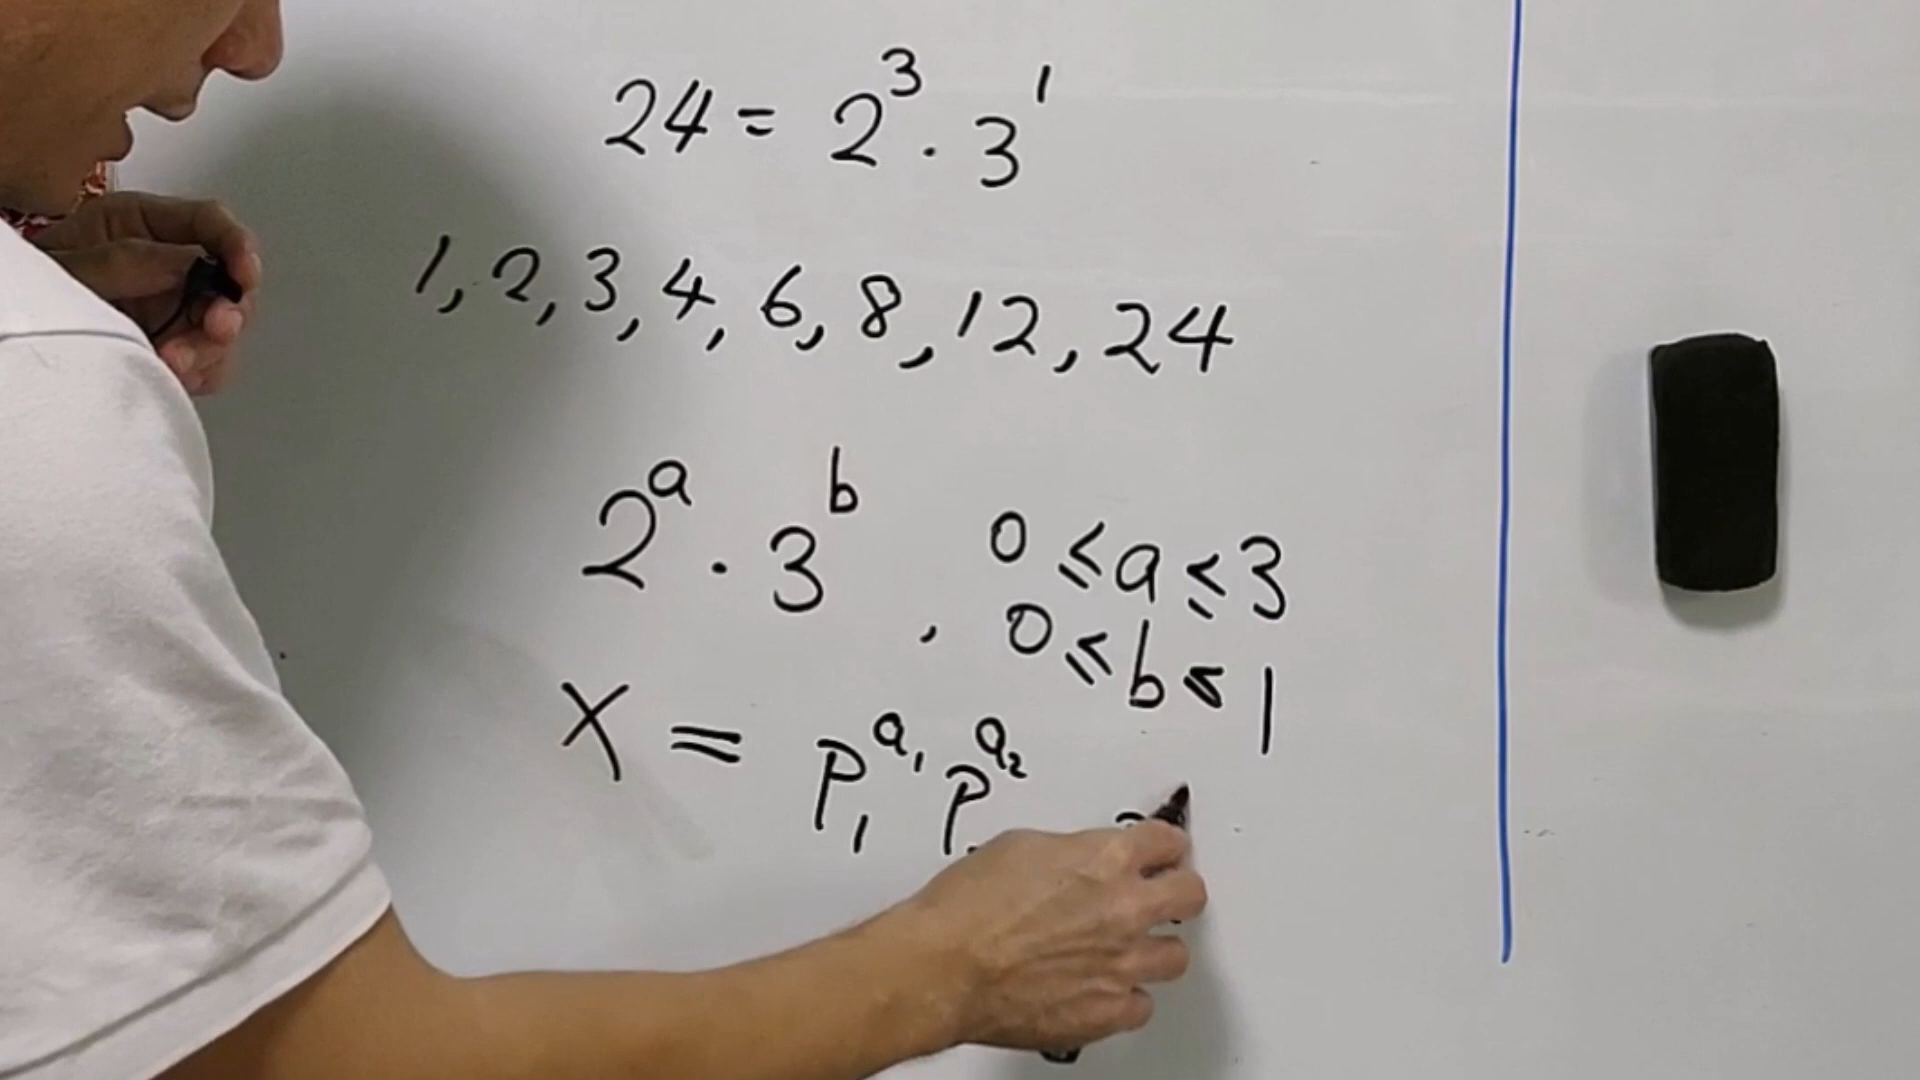 24 = 2³ · 3¹
1, 2, 3, 4, 6, 8, 12, 24
2ᵃ · 3ᵇ , 0 ≤ a ≤ 3
0 ≤ b ≤ 1
X = p₁^a₁ p^a₂